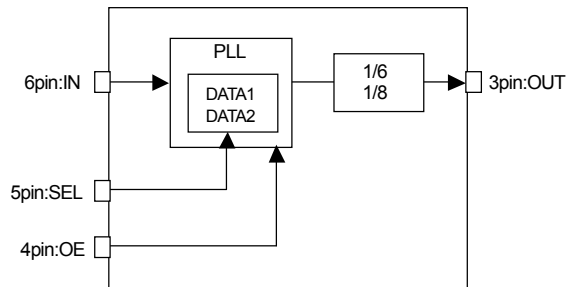 PLL
6pin:IN
DATA1
DATA2
1/6
1/8
3pin:OUT
5pin:SEL
4pin:OE